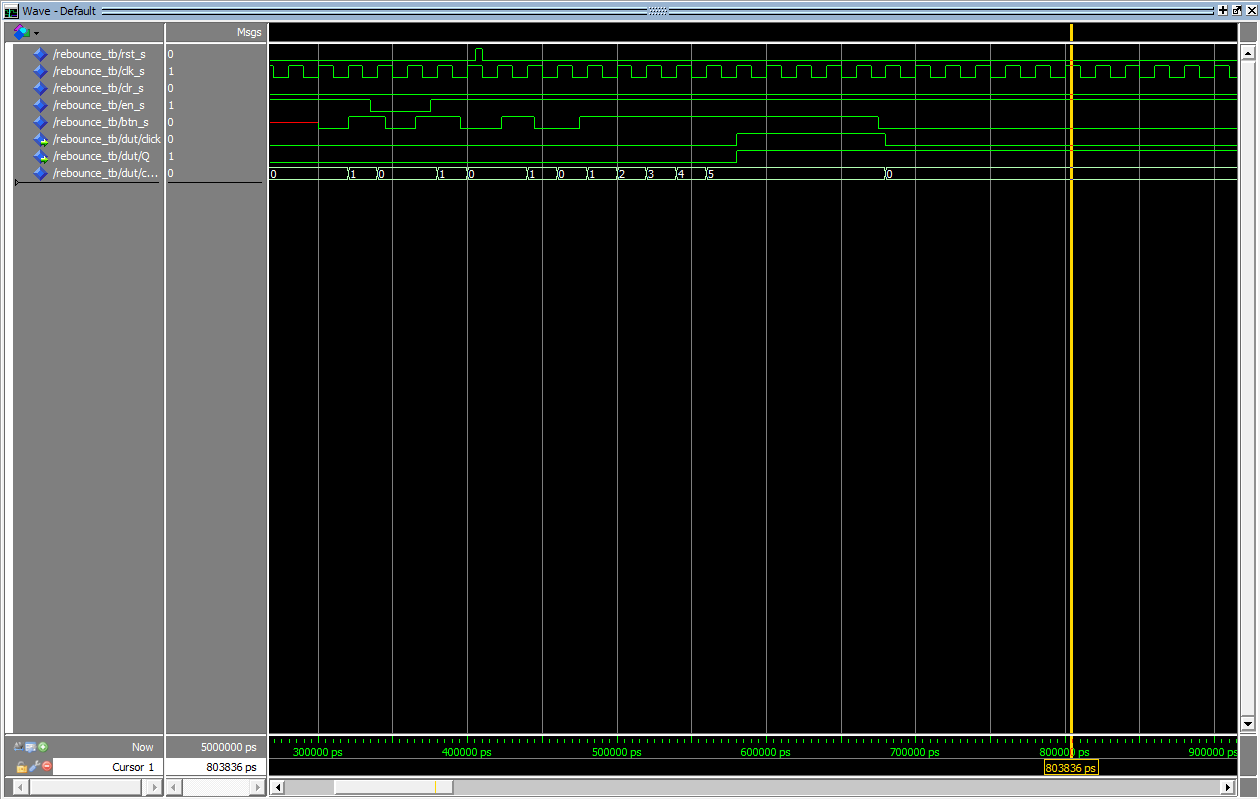 Wave - Default
Msgs
/rebounce_tb/rst_s 0
/rebounce_tb/clk_s 1
/rebounce_tb/clr_s 0
/rebounce_tb/en_s 1
/rebounce_tb/btn_s 0
/rebounce_tb/dut/click 0
/rebounce_tb/dut/Q 1
/rebounce_tb/dut/c... 0
0 1 0 1 0 1 0 1 2 3 4 5 0
Now 5000000 ps
300000 ps 400000 ps 500000 ps 600000 ps 700000 ps 800000 ps 900000 ps
Cursor 1 803836 ps
803836 ps